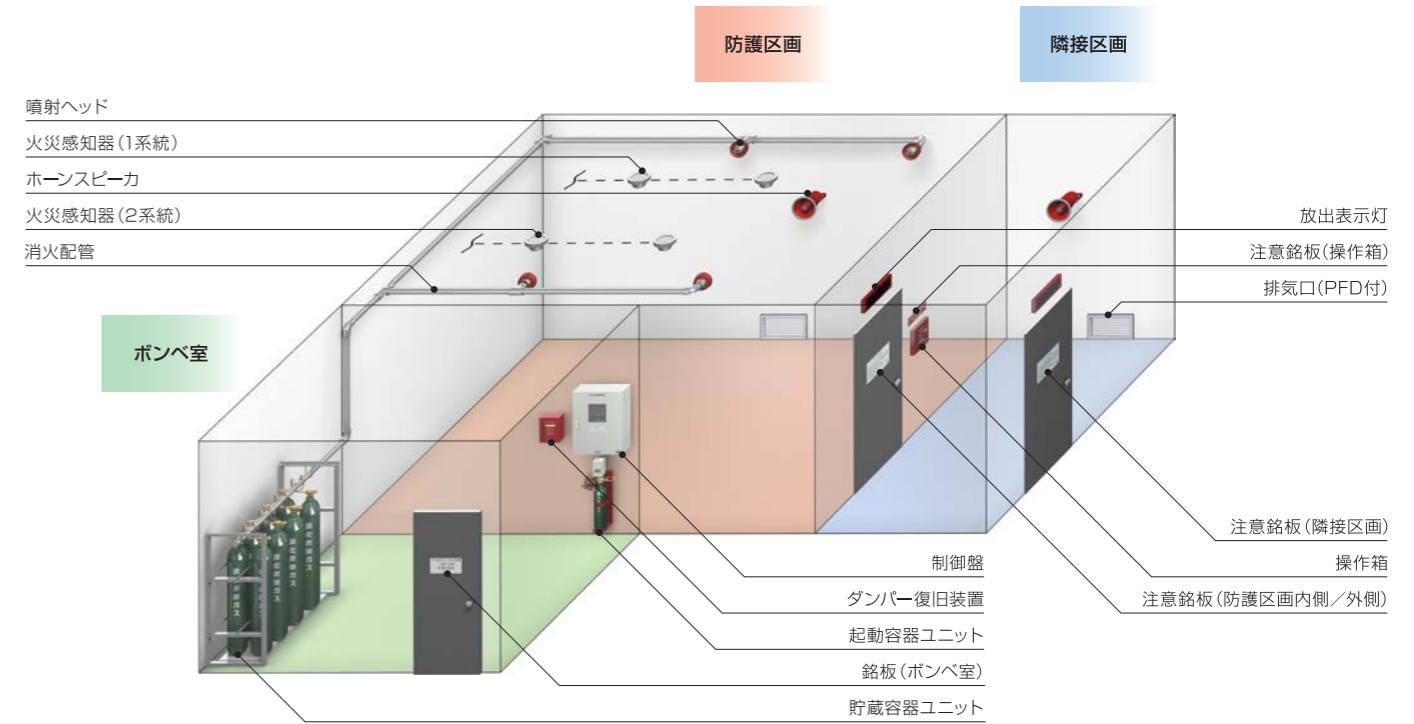 防護区画
隣接区画
噴射ヘッド
火災感知器(1系統)
ホーンスピーカ
火災感知器(2系統)
消火配管
ボンベ室
放出表示灯
注意銘板(操作箱)
排気口(PFD付)
注意銘板(隣接区画)
操作箱
注意銘板(防護区画内側/外側)
制御盤
ダンパー復旧装置
起動容器ユニット
銘板(ボンベ室)
貯蔵容器ユニット